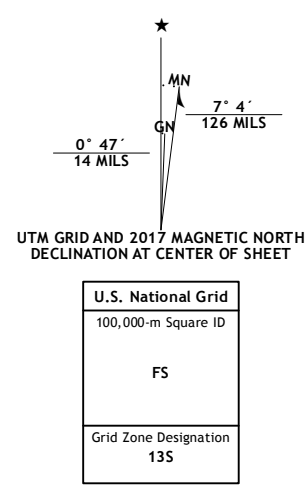 MN
7° 4´
126 MILS
GN
0° 47´
14 MILS
UTM GRID AND 2017 MAGNETIC NORTH
DECLINATION AT CENTER OF SHEET
U.S. National Grid
100,000-m Square ID
FS
Grid Zone Designation
13S